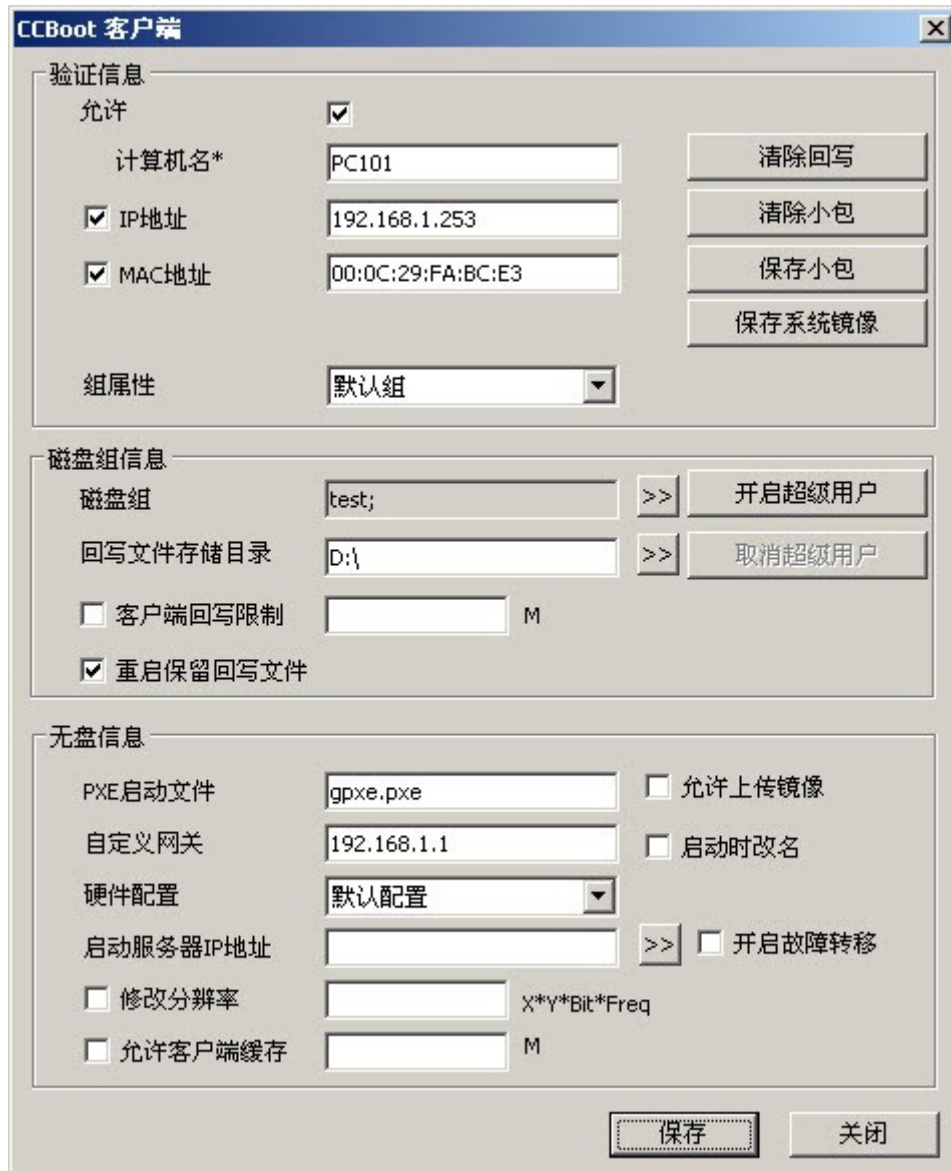 CCBoot 客户端
验证信息
允许
计算机名* PC101 清除回写
IP地址 192.168.1.253 清除小包
MAC地址 00:0C:29:FA:BC:E3 保存小包
保存系统镜像
组属性 默认组
磁盘组信息
磁盘组 test; >> 开启超级用户
回写文件存储目录 D:\ >> 取消超级用户
客户端回写限制 M
重启保留回写文件
无盘信息
PXE启动文件 gpxe.pxe 允许上传镜像
自定义网关 192.168.1.1 启动时改名
硬件配置 默认配置
启动服务器IP地址 >> 开启故障转移
修改分辨率 X*Y*Bit*Freq
允许客户端缓存 M
保存 关闭